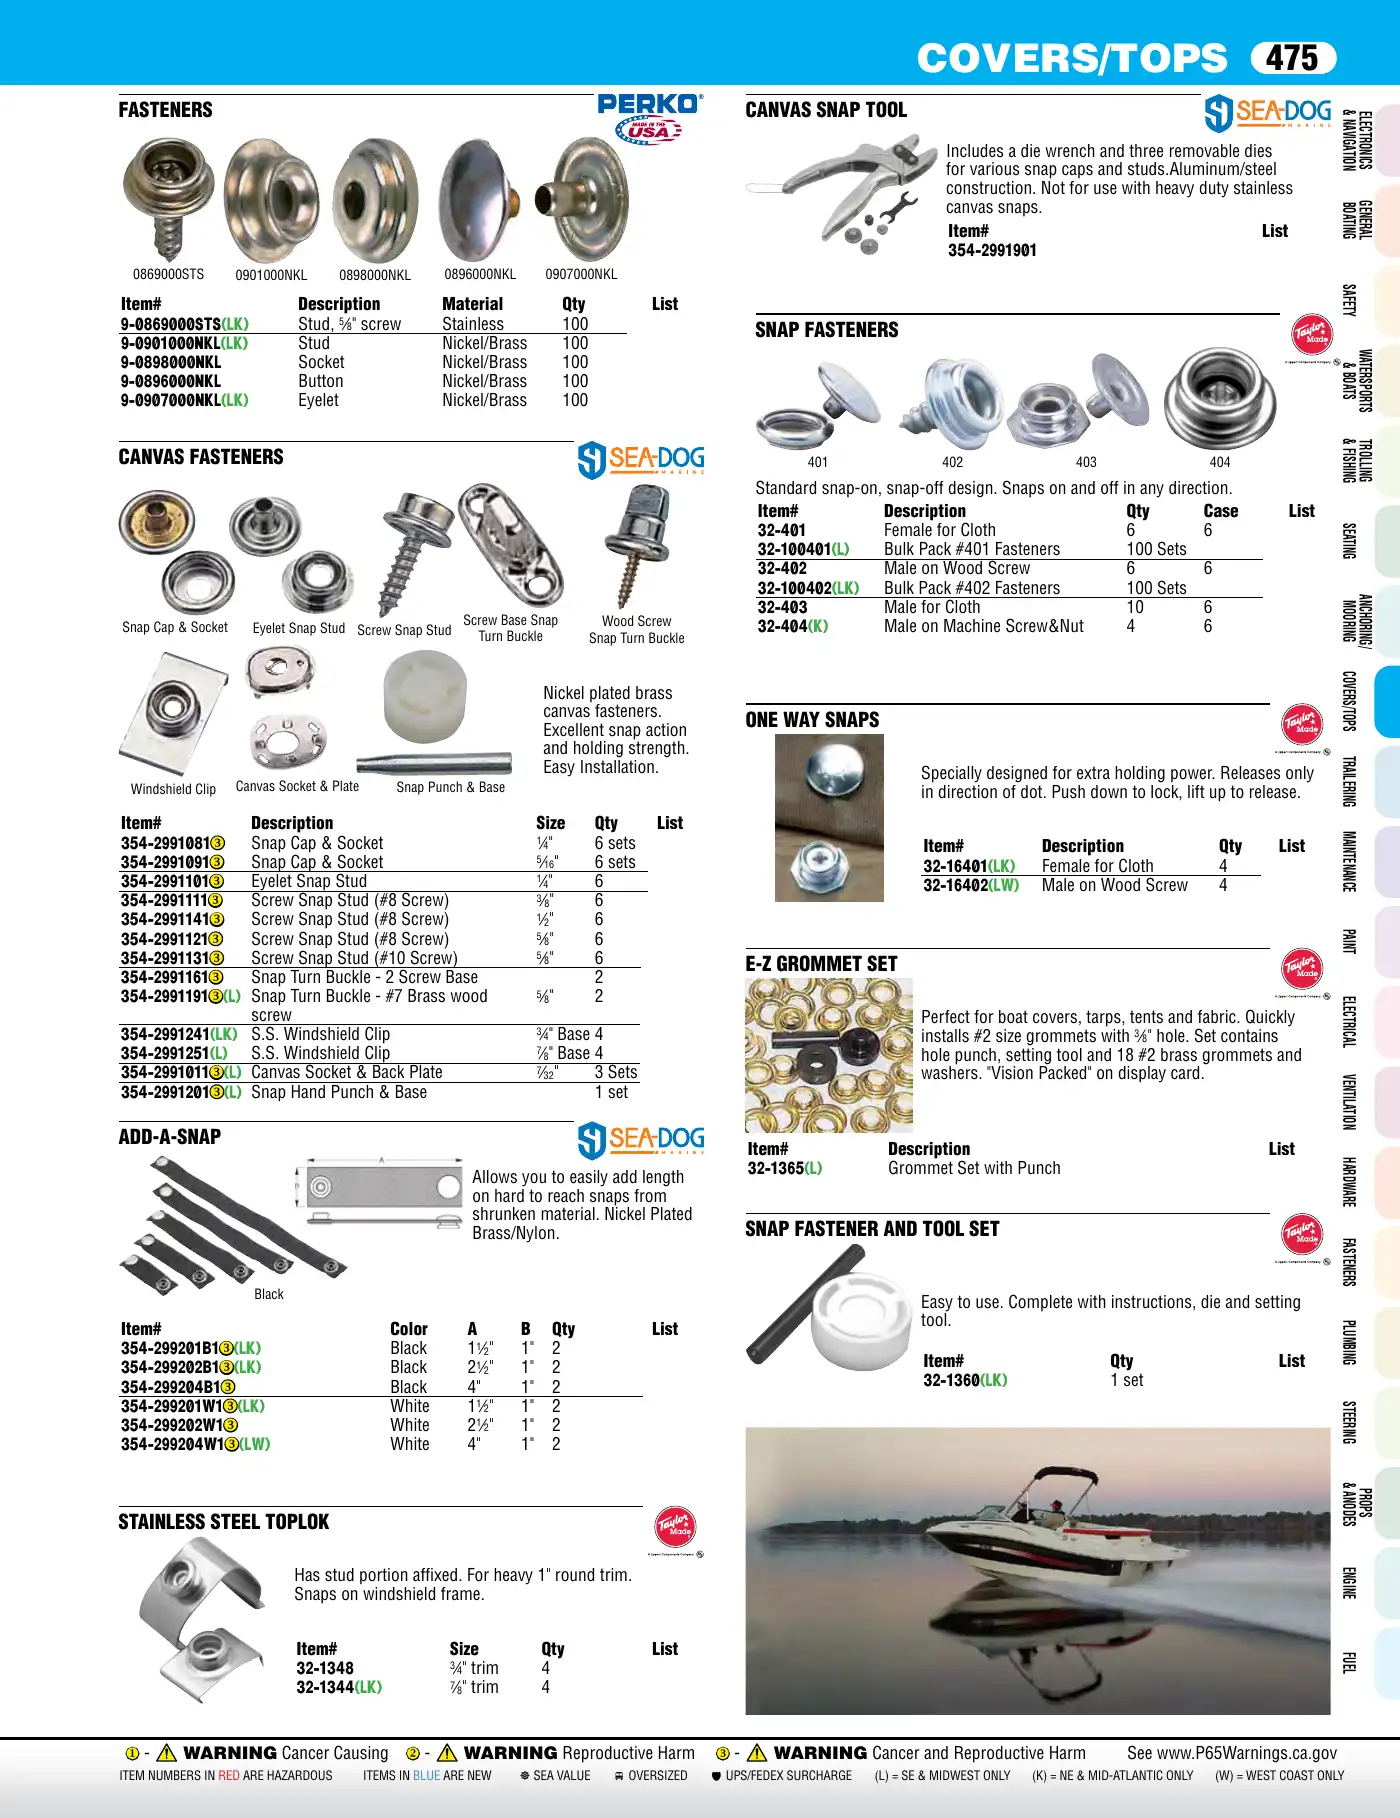 COVERS/TOPS 475
FASTENERS
PERKO®
MADE IN THE
USA
0869000STS 0901000NKL 0898000NKL 0896000NKL 0907000NKL
Item# Description Material Qty List
9-0869000STS(LK) Stud, 5⁄8" screw Stainless 100
9-0901000NKL(LK) Stud Nickel/Brass 100
9-0898000NKL Socket Nickel/Brass 100
9-0896000NKL Button Nickel/Brass 100
9-0907000NKL(LK) Eyelet Nickel/Brass 100
CANVAS FASTENERS
SEA-DOG
MARINE
Snap Cap & Socket Eyelet Snap Stud Screw Snap Stud
Screw Base Snap
Turn Buckle
Wood Screw
Snap Turn Buckle
Windshield Clip Canvas Socket & Plate Snap Punch & Base
Nickel plated brass
canvas fasteners.
Excellent snap action
and holding strength.
Easy Installation.
Item# Description Size Qty List
354-2991081③ Snap Cap & Socket 1⁄4" 6 sets
354-2991091③ Snap Cap & Socket 5⁄16" 6 sets
354-2991101③ Eyelet Snap Stud 1⁄4" 6
354-2991111③ Screw Snap Stud (#8 Screw) 3⁄8" 6
354-2991141③ Screw Snap Stud (#8 Screw) 1⁄2" 6
354-2991121③ Screw Snap Stud (#8 Screw) 5⁄8" 6
354-2991131③ Screw Snap Stud (#10 Screw) 5⁄8" 6
354-2991161③ Snap Turn Buckle - 2 Screw Base 2
354-2991191③(L) Snap Turn Buckle - #7 Brass wood 5⁄8" 2
screw
354-2991241(LK) S.S. Windshield Clip 3⁄4" Base 4
354-2991251(L) S.S. Windshield Clip 7⁄8" Base 4
354-2991011③(L) Canvas Socket & Back Plate 7⁄32" 3 Sets
354-2991201③(L) Snap Hand Punch & Base 1 set
ADD-A-SNAP
SEA-DOG
MARINE
A
B
Allows you to easily add length
on hard to reach snaps from
shrunken material. Nickel Plated
Brass/Nylon.
Black
Item# Color A B Qty List
354-299201B1③(LK) Black 11⁄2" 1" 2
354-299202B1③(LK) Black 21⁄2" 1" 2
354-299204B1③ Black 4" 1" 2
354-299201W1③(LK) White 11⁄2" 1" 2
354-299202W1③ White 21⁄2" 1" 2
354-299204W1③(LW) White 4" 1" 2
STAINLESS STEEL TOPLOK
Taylor
Made
A Lippert Components Company
Has stud portion affixed. For heavy 1" round trim.
Snaps on windshield frame.
Item# Size Qty List
32-1348 3⁄4" trim 4
32-1344(LK) 7⁄8" trim 4
CANVAS SNAP TOOL
SEA-DOG
MARINE
Includes a die wrench and three removable dies
for various snap caps and studs.Aluminum/steel
construction. Not for use with heavy duty stainless
canvas snaps.
Item# List
354-2991901
SNAP FASTENERS
Taylor
Made
A Lippert Components Company
401 402 403 404
Standard snap-on, snap-off design. Snaps on and off in any direction.
Item# Description Qty Case List
32-401 Female for Cloth 6 6
32-100401(L) Bulk Pack #401 Fasteners 100 Sets
32-402 Male on Wood Screw 6 6
32-100402(LK) Bulk Pack #402 Fasteners 100 Sets
32-403 Male for Cloth 10 6
32-404(K) Male on Machine Screw&Nut 4 6
ONE WAY SNAPS
Taylor
Made
A Lippert Components Company
Specially designed for extra holding power. Releases only
in direction of dot. Push down to lock, lift up to release.
Item# Description Qty List
32-16401(LK) Female for Cloth 4
32-16402(LW) Male on Wood Screw 4
E-Z GROMMET SET
Taylor
Made
A Lippert Components Company
Perfect for boat covers, tarps, tents and fabric. Quickly
installs #2 size grommets with 3⁄8" hole. Set contains
hole punch, setting tool and 18 #2 brass grommets and
washers. "Vision Packed" on display card.
Item# Description List
32-1365(L) Grommet Set with Punch
SNAP FASTENER AND TOOL SET
Taylor
Made
A Lippert Components Company
Easy to use. Complete with instructions, die and setting
tool.
Item# Qty List
32-1360(LK) 1 set
ELECTRONICS
& NAVIGATION
GENERAL
BOATING
SAFETY
WATERSPORTS
& BOATS
TROLLING
& FISHING
SEATING
ANCHORING/
MOORING
COVERS/TOPS
TRAILERING
MAINTENANCE
PAINT
ELECTRICAL
VENTILATION
HARDWARE
FASTENERS
PLUMBING
STEERING
PROPS
& ANODES
ENGINE
FUEL
① - WARNING Cancer Causing ② - WARNING Reproductive Harm ③ - WARNING Cancer and Reproductive Harm See www.P65Warnings.ca.gov
ITEM NUMBERS IN RED ARE HAZARDOUS ITEMS IN BLUE ARE NEW SEA VALUE OVERSIZED UPS/FEDEX SURCHARGE (L) = SE & MIDWEST ONLY (K) = NE & MID-ATLANTIC ONLY (W) = WEST COAST ONLY